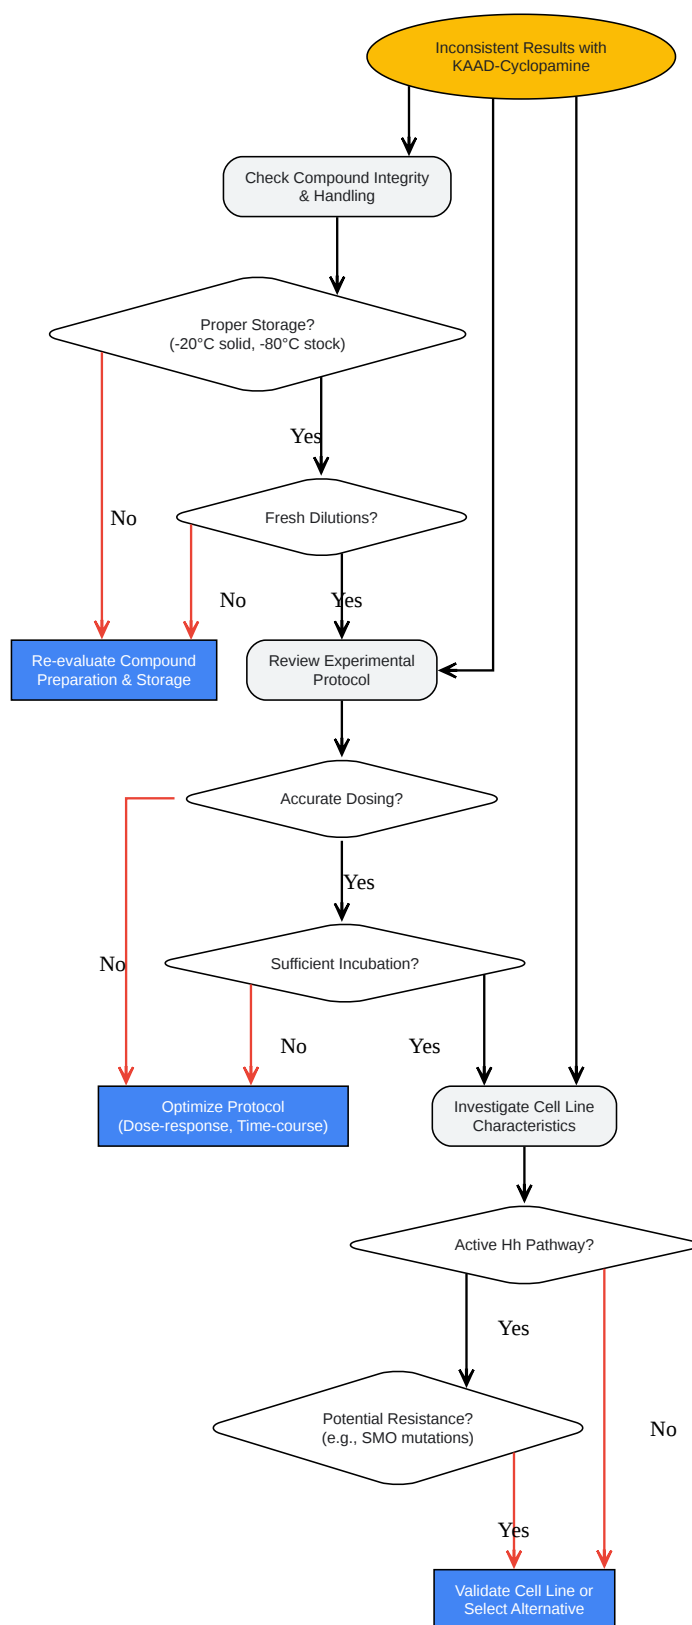 Inconsistent Results with
KAAD-Cyclopamine
Check Compound Integrity
& Handling
Proper Storage?
(-20°C solid, -80°C stock)
Yes
No
Fresh Dilutions?
No
Yes
Re-evaluate Compound
Preparation & Storage
Review Experimental
Protocol
Accurate Dosing?
Yes
No
Sufficient Incubation?
No
Yes
Optimize Protocol
(Dose-response, Time-course)
Investigate Cell Line
Characteristics
Active Hh Pathway?
Yes
Potential Resistance?
(e.g., SMO mutations)
No
Yes
Validate Cell Line or
Select Alternative